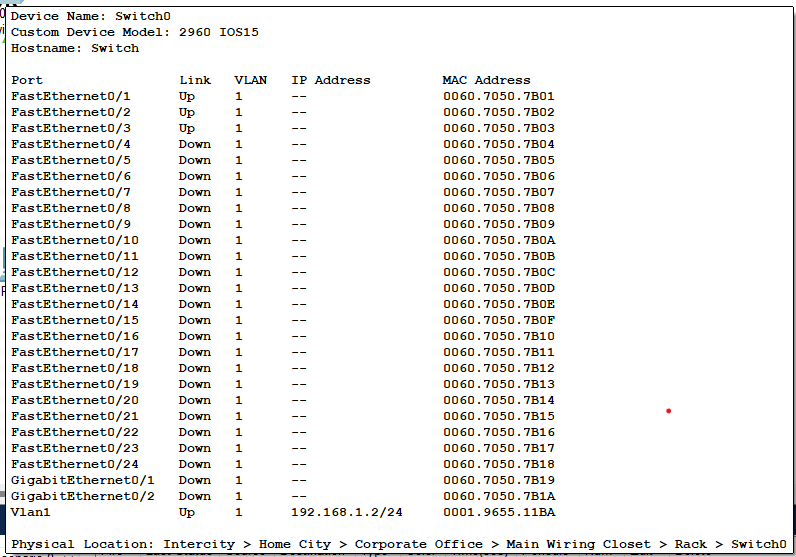 Device Name: Switch0
Custom Device Model: 2960 IOS15
Hostname: Switch
Port Link VLAN IP Address MAC Address
FastEthernet0/1 Up 1 -- 0060.7050.7B01
FastEthernet0/2 Up 1 -- 0060.7050.7B02
FastEthernet0/3 Up 1 -- 0060.7050.7B03
FastEthernet0/4 Down 1 -- 0060.7050.7B04
FastEthernet0/5 Down 1 -- 0060.7050.7B05
FastEthernet0/6 Down 1 -- 0060.7050.7B06
FastEthernet0/7 Down 1 -- 0060.7050.7B07
FastEthernet0/8 Down 1 -- 0060.7050.7B08
FastEthernet0/9 Down 1 -- 0060.7050.7B09
FastEthernet0/10 Down 1 -- 0060.7050.7B0A
FastEthernet0/11 Down 1 -- 0060.7050.7B0B
FastEthernet0/12 Down 1 -- 0060.7050.7B0C
FastEthernet0/13 Down 1 -- 0060.7050.7B0D
FastEthernet0/14 Down 1 -- 0060.7050.7B0E
FastEthernet0/15 Down 1 -- 0060.7050.7B0F
FastEthernet0/16 Down 1 -- 0060.7050.7B10
FastEthernet0/17 Down 1 -- 0060.7050.7B11
FastEthernet0/18 Down 1 -- 0060.7050.7B12
FastEthernet0/19 Down 1 -- 0060.7050.7B13
FastEthernet0/20 Down 1 -- 0060.7050.7B14
FastEthernet0/21 Down 1 -- 0060.7050.7B15
FastEthernet0/22 Down 1 -- 0060.7050.7B16
FastEthernet0/23 Down 1 -- 0060.7050.7B17
FastEthernet0/24 Down 1 -- 0060.7050.7B18
GigabitEthernet0/1 Down 1 -- 0060.7050.7B19
GigabitEthernet0/2 Down 1 -- 0060.7050.7B1A
Vlan1 Up 1 192.168.1.2/24 0001.9655.11BA
Physical Location: Intercity > Home City > Corporate Office > Main Wiring Closet > Rack > Switch0